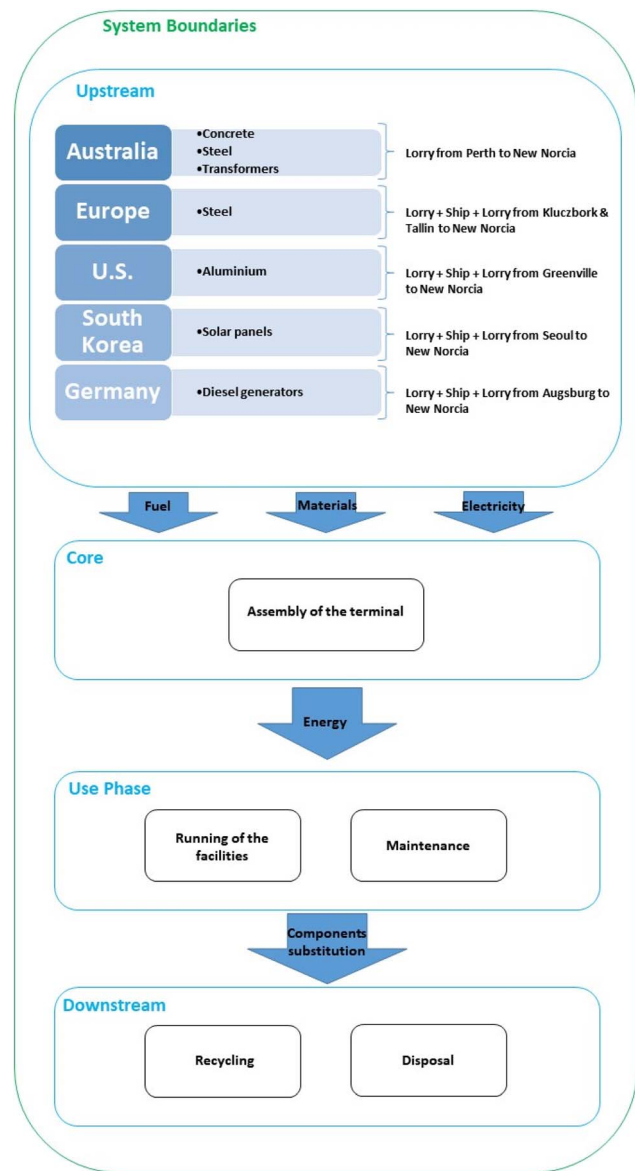 System Boundaries
Upstream
Australia
•Concrete
•Steel
•Transformers
Lorry from Perth to New Norcia
Europe
•Steel
Lorry + Ship + Lorry from Kluczbork &
Tallin to New Norcia
U.S.
•Aluminium
Lorry + Ship + Lorry from Greenville
to New Norcia
South
Korea
•Solar panels
Lorry + Ship + Lorry from Seoul to
New Norcia
Germany
•Diesel generators
Lorry + Ship + Lorry from Augsburg to
New Norcia
Fuel
Materials
Electricity
Core
Assembly of the terminal
Energy
Use Phase
Running of the
facilities
Maintenance
Components
substitution
Downstream
Recycling
Disposal